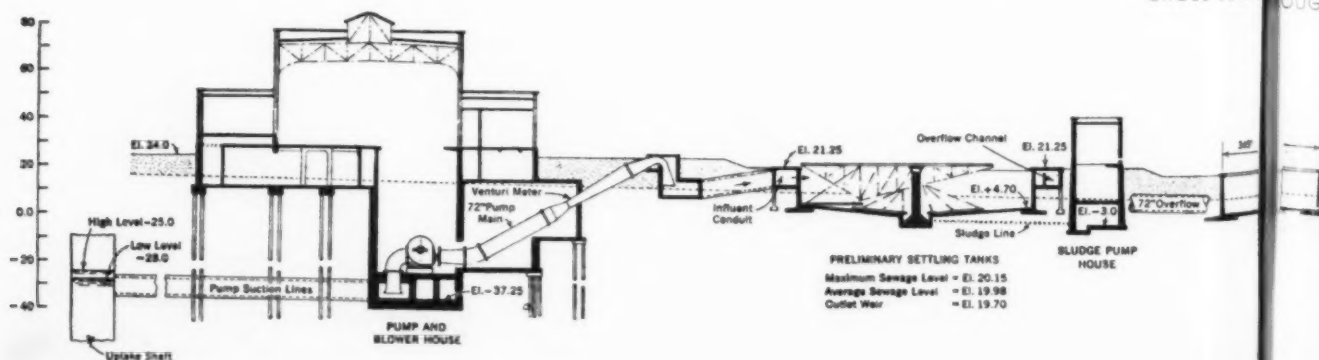 80
60
40
20
0.0
-20
-40
El. 24.0
High Level-25.0
Low Level
-28.0
Pump Suction Lines
Uptake Shaft
Venturi Meter
72" Pump
Main
El.-37.25
PUMP AND
BLOWER HOUSE
El. 21.25
Influent
Conduit
Overflow
Channel
El. 21.25
El.+4.70
El.-3.0
Sludge Line
72" Overflow
PRELIMINARY SETTLING TANKS
Maximum Sewage Level = El. 20.15
Average Sewage Level = El. 19.98
Outlet Weir = El. 19.70
SLUDGE PUMP
HOUSE